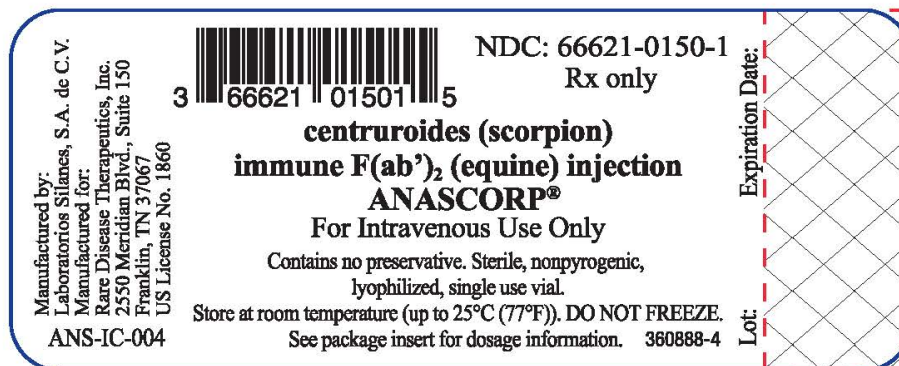 Manufactured by:
Laboratorios Silanes, S.A. de C.V.
Manufactured for:
Rare Disease Therapeutics, Inc.
2550 Meridian Blvd., Suite 150
Franklin, TN 37067
US License No. 1860
ANS-IC-004
3 66621 01501 5
NDC: 66621-0150-1
Rx only
centruroides (scorpion)
immune F(ab’)₂ (equine) injection
ANASCORP®
For Intravenous Use Only
Contains no preservative. Sterile, nonpyrogenic,
lyophilized, single use vial.
Store at room temperature (up to 25°C (77°F)). DO NOT FREEZE.
See package insert for dosage information. 360888-4
Lot:
Expiration Date: